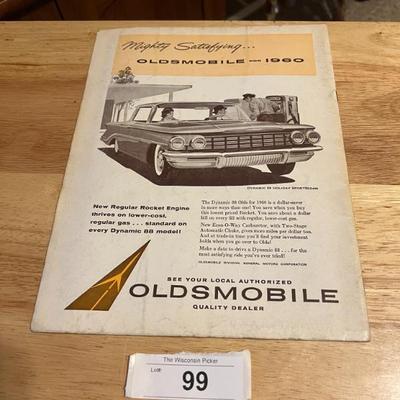 Mighty Satisfying...
OLDSMOBILE FOR 1960
DYNAMIC 88 HOLIDAY SPORTSEDAN
New Regular Rocket Engine
thrives on lower-cost,
regular gas . . . standard on
every Dynamic 88 model!
The Dynamic 88 Olds for 1960 is a dollar-saver
in more ways than one! You save when you buy
this lowest priced Rocket. You save about a dollar
bill on every fill with regular, lower-cost gas.
New Econ-O-Way Carburetor, with Two-Stage
Automatic Choke, gives more miles per dollar too.
And at trade-in time you'll find your investment
holds when you go over to Olds!
Make a date to drive a Dynamic 88 . . . for the
most satisfying ride you've ever tried!
OLDSMOBILE DIVISION, GENERAL MOTORS CORPORATION
SEE YOUR LOCAL AUTHORIZED
OLDSMOBILE
QUALITY DEALER
The Wisconsin Picker
Lot#:
99